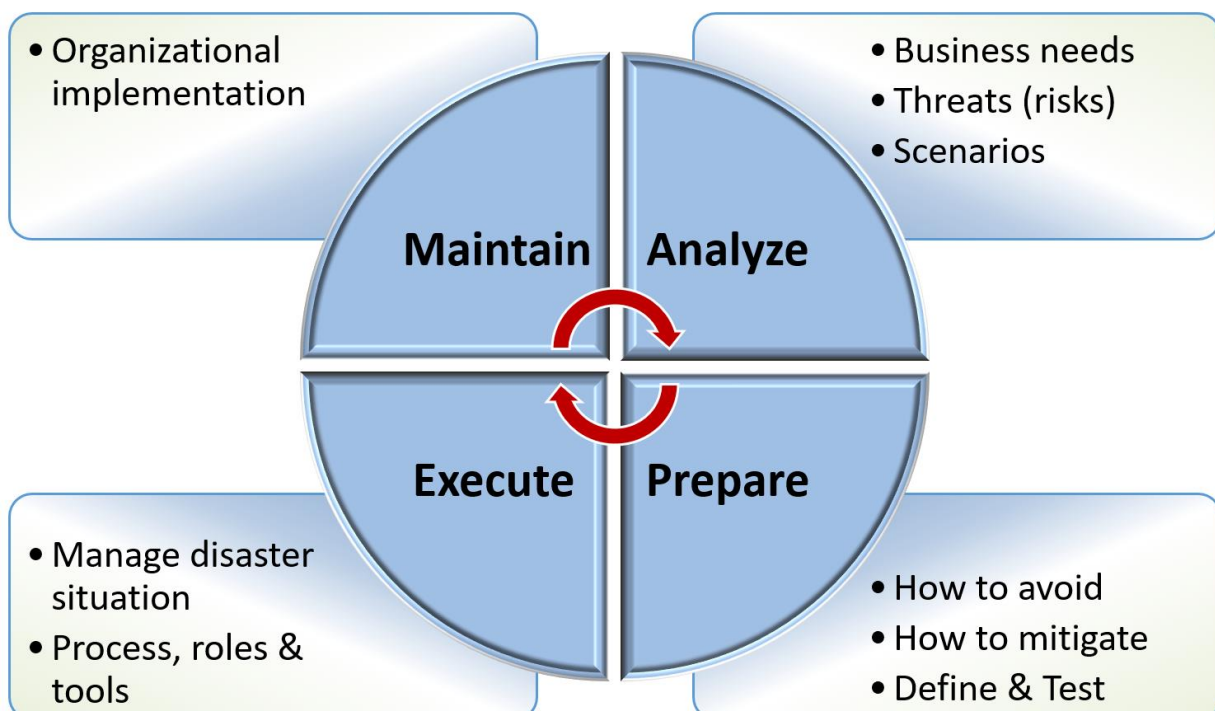 • Organizational
implementation
• Business needs
• Threats (risks)
• Scenarios
Maintain
Analyze
Execute
Prepare
• Manage disaster
situation
• Process, roles &
tools
• How to avoid
• How to mitigate
• Define & Test